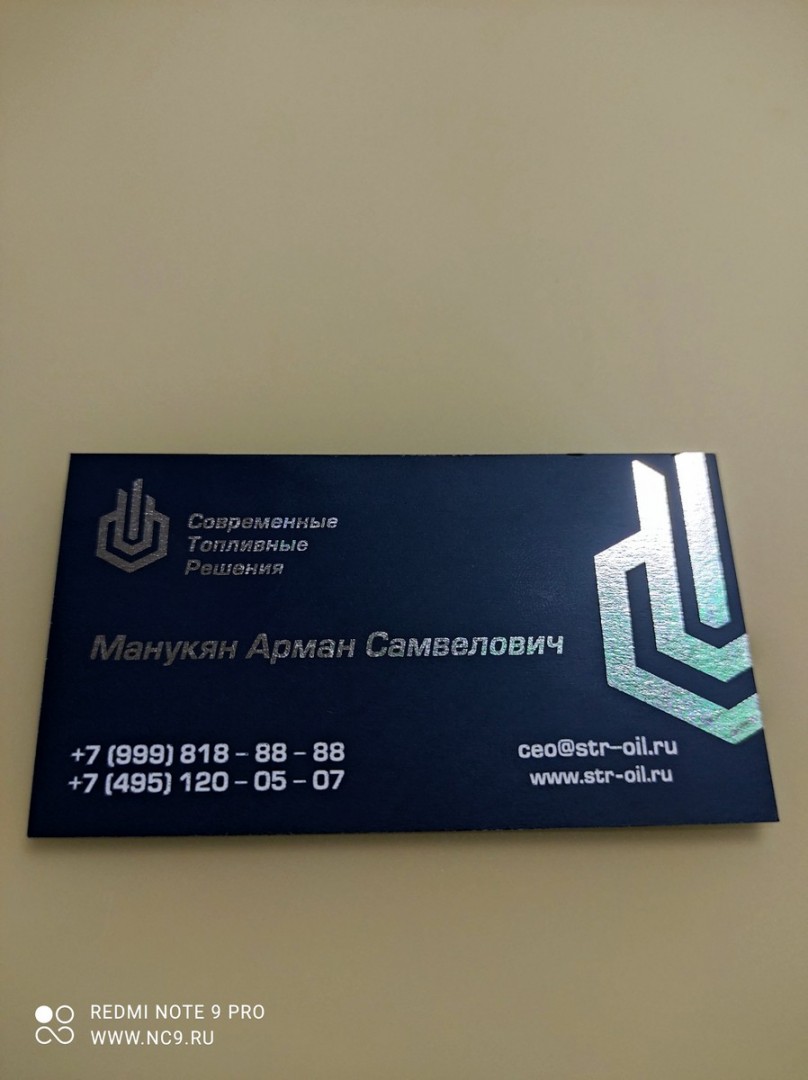 Современные
Топливные
Решения
Манукян Арман Самвелович
+7 (999) 818 – 88 – 88
+7 (495) 120 – 05 – 07
ceo@str-oil.ru
www.str-oil.ru
REDMI NOTE 9 PRO
WWW.NC9.RU